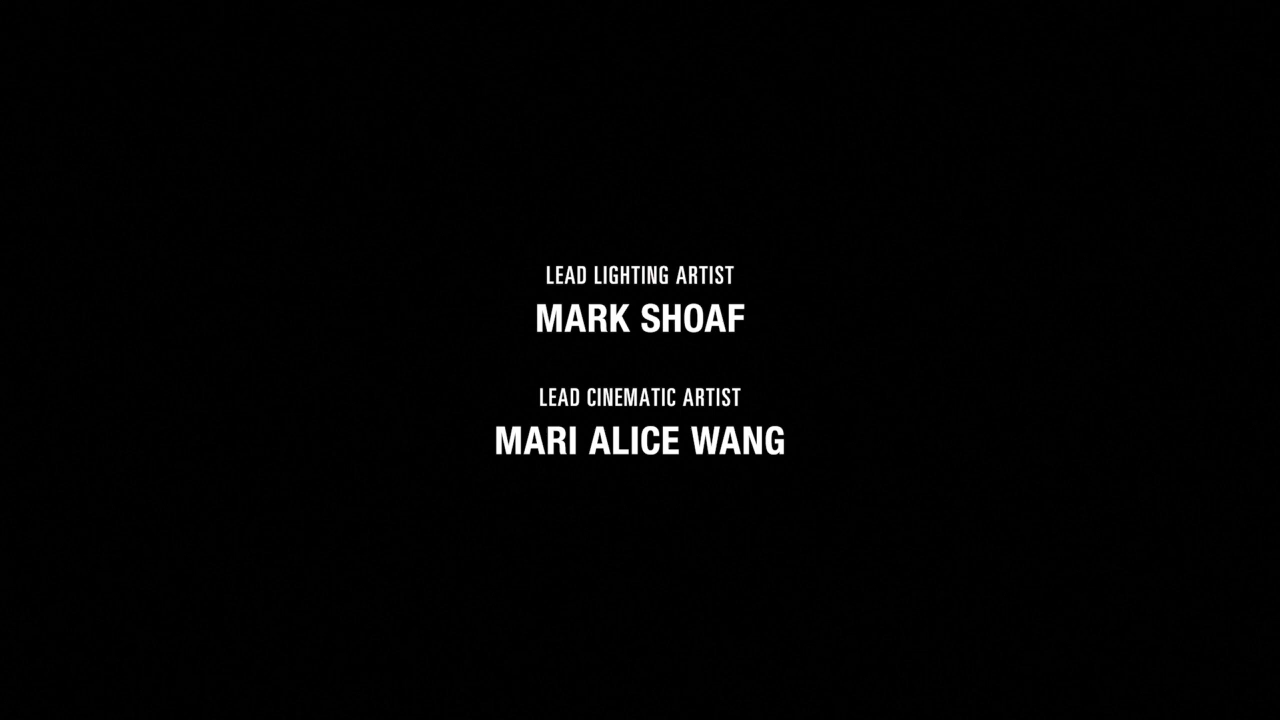 LEAD LIGHTING ARTIST
MARK SHOAF
LEAD CINEMATIC ARTIST
MARI ALICE WANG